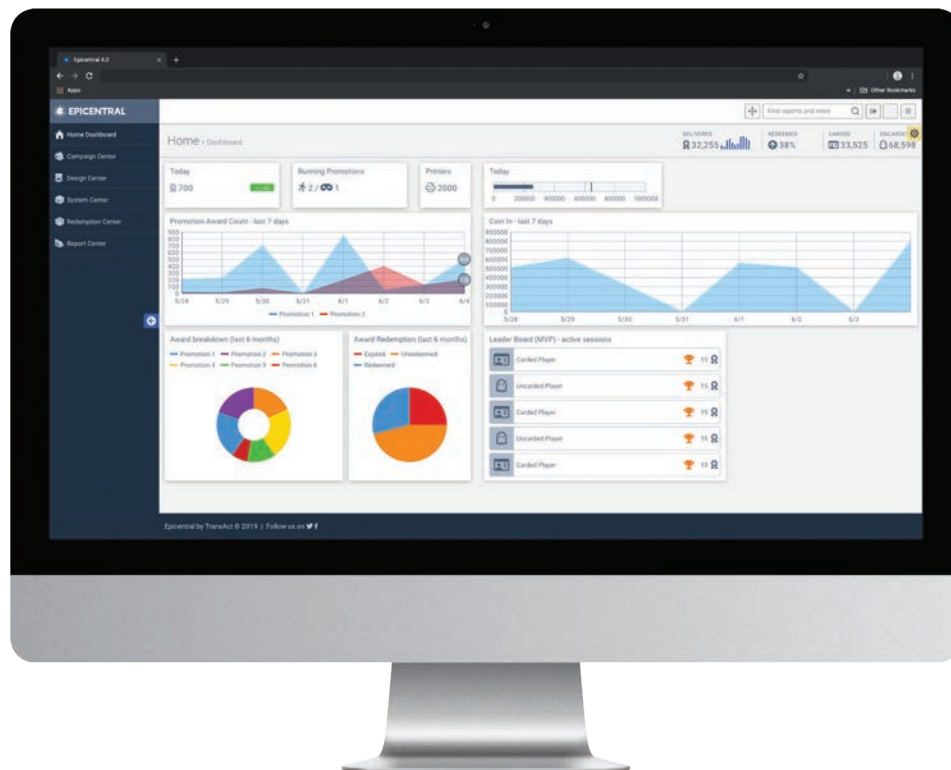 Epicentral 4.0
Apps
Other Bookmarks
EPICENTRAL
Find reports and more
Home Dashboard
Campaign Center
Design Center
System Center
Redemption Center
Report Center
Home > Dashboard
DELIVERED
32,255
REDEEMED
38%
CARDED
33,525
UNCARDED
68,598
Today
700
Running Promotions
2 / 1
Printers
2000
Today
0 200000 400000 600000 800000 1000000
Promotion Award Count - last 7 days
900
800
700
600
500
400
300
200
100
0
5/28 5/29 5/30 5/31 6/1 6/2 6/3 6/4
Promotion 1 Promotion 2
Coin In - last 7 days
900000
800000
700000
600000
500000
400000
300000
200000
100000
0
5/28 5/29 5/30 5/31 6/1 6/2 6/3
Award breakdown (last 6 months)
Promotion 1 Promotion 2 Promotion 3
Promotion 4 Promotion 5 Promotion 6
Award Redemption (last 6 months)
Expired Unredeemed
Redeemed
Leader Board (MVP) - active sessions
Carded Player 11
Uncarded Player 11
Carded Player 11
Uncarded Player 11
Carded Player 11
Epicentral by TransAct © 2019 | Follow us on